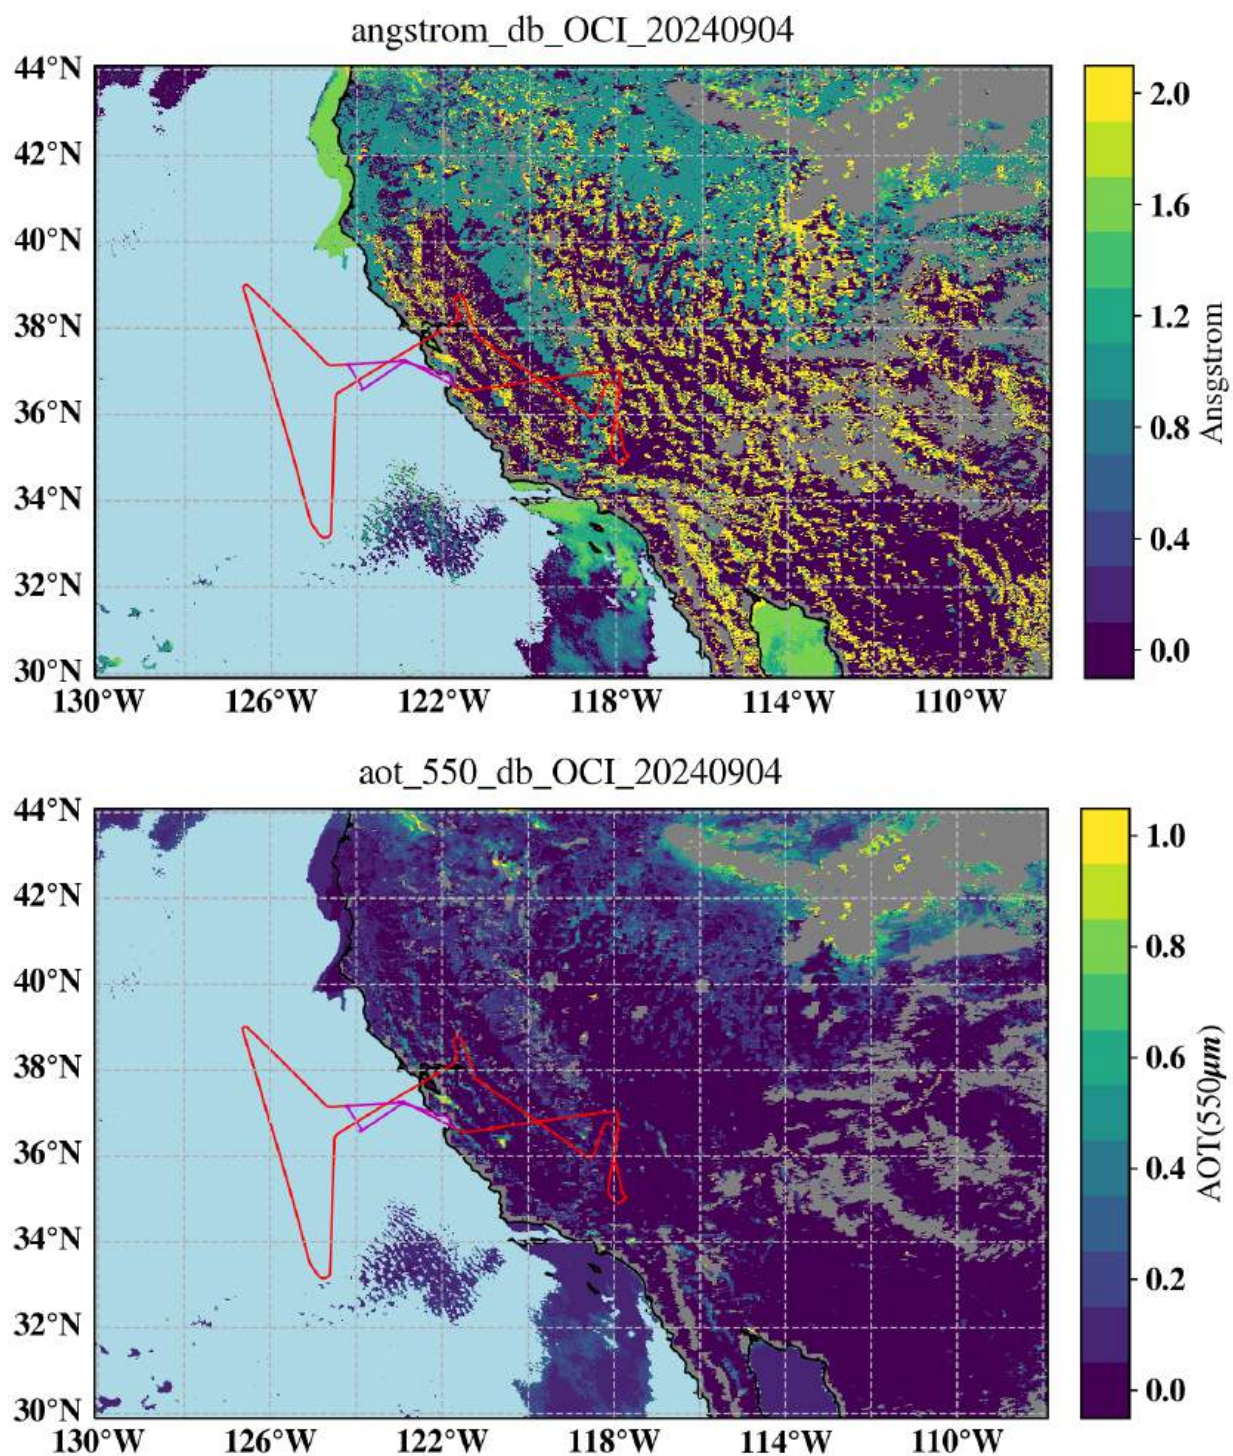 angstrom_db_OCI_20240904
44°N
42°N
40°N
38°N
36°N
34°N
32°N
30°N
130°W 126°W 122°W 118°W 114°W 110°W
2.0
1.6
1.2
0.8
0.4
0.0
Ansgstrom
aot_550_db_OCI_20240904
44°N
42°N
40°N
38°N
36°N
34°N
32°N
30°N
130°W 126°W 122°W 118°W 114°W 110°W
1.0
0.8
0.6
0.4
0.2
0.0
AOT(550μm)